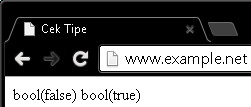 Cek Tipe
www.example.net
bool(false) bool(true)